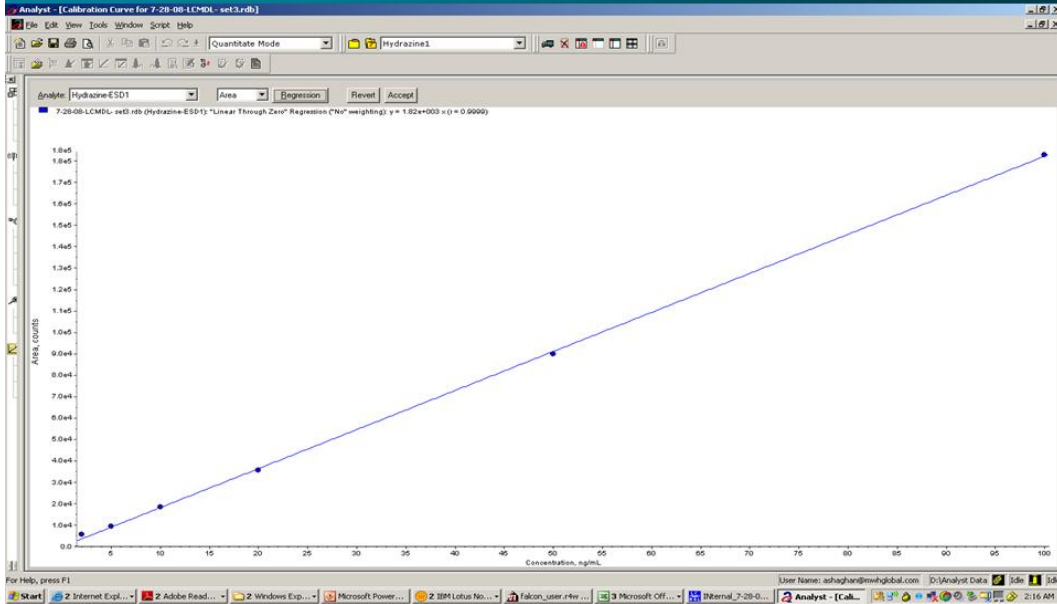 Analyst - [Calibration Curve for 7-28-08-LCMDL- set3.rdb]
File Edit View Tools Window Script Help
Quantitate Mode Hydrazine1
Analyte: Hydrazine-ESD1 Area Regression Revert Accept
7-28-08-LCMDL- set3.rdb (Hydrazine-ESD1): "Linear Through Zero" Regression ("No" weighting): y = 1.82e+003 x (r = 0.9999)
1.8e5
1.8e5
1.7e5
1.6e5
1.5e5
1.4e5
1.3e5
1.2e5
1.1e5
1.0e5
9.0e4
8.0e4
7.0e4
6.0e4
5.0e4
4.0e4
3.0e4
2.0e4
1.0e4
0.0
Area, counts
5 10 15 20 25 30 35 40 45 50 55 60 65 70 75 80 85 90 95 100
Concentration, ng/mL
For Help, press F1 User Name: ashaghan@mwhglobal.com D:\Analyst Data Idle Idl
Start 2 Internet Expl... 2 Adobe Read... 2 Windows Exp... Microsoft Power... 2 IBM Lotus No... falcon_user.r4w ... 3 Microsoft Off... INternal_7-28-0... Analyst - [Cali... 2:16 AM